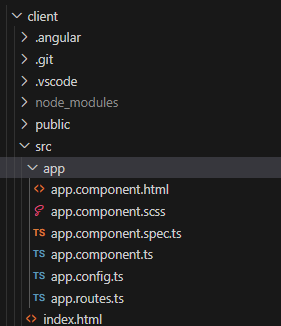 client
.angular
.git
.vscode
node_modules
public
src
app
app.component.html
app.component.scss
TS app.component.spec.ts
TS app.component.ts
TS app.config.ts
TS app.routes.ts
index.html